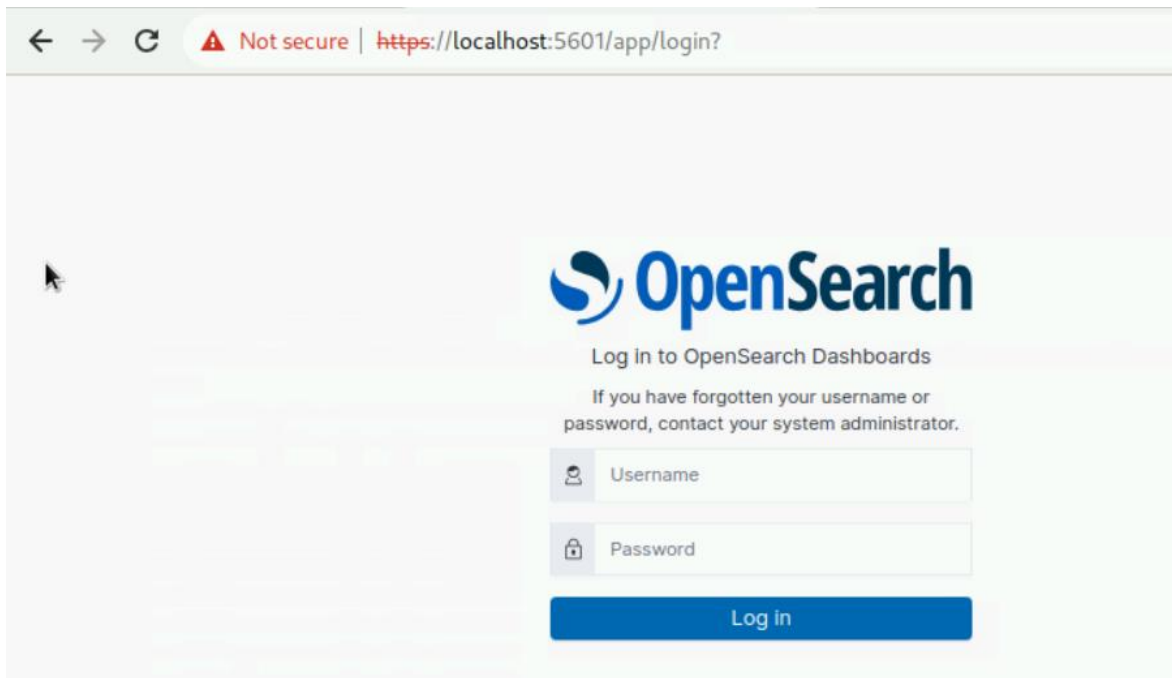 Not secure | https://localhost:5601/app/login?
OpenSearch
Log in to OpenSearch Dashboards
If you have forgotten your username or
password, contact your system administrator.
Username
Password
Log in